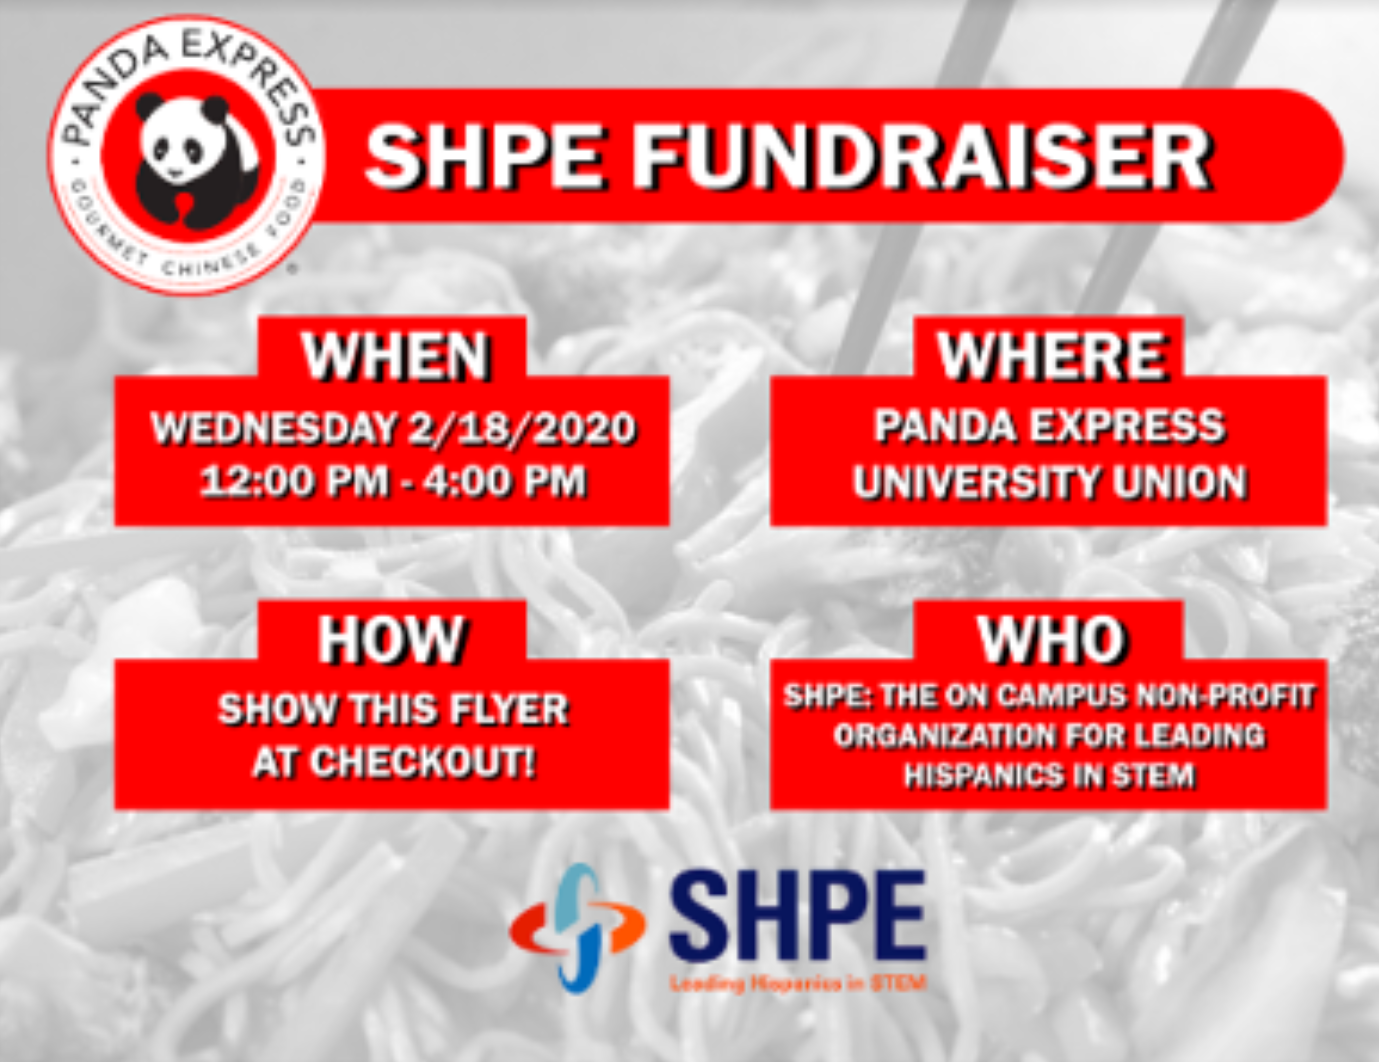 PANDA EXPRESS
GOURMET CHINESE FOOD
SHPE FUNDRAISER
WHEN
WEDNESDAY 2/18/2020
12:00 PM - 4:00 PM
WHERE
PANDA EXPRESS
UNIVERSITY UNION
HOW
SHOW THIS FLYER
AT CHECKOUT!
WHO
SHPE: THE ON CAMPUS NON-PROFIT
ORGANIZATION FOR LEADING
HISPANICS IN STEM
SHPE
Leading Hispanics in STEM